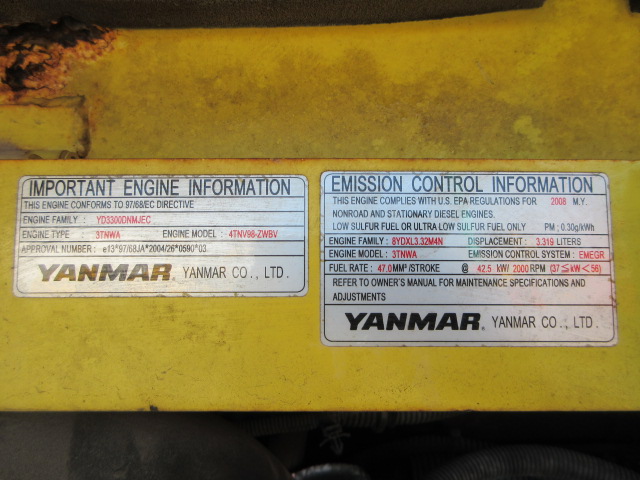 IMPORTANT ENGINE INFORMATION
THIS ENGINE CONFORMS TO 97/68/EC DIRECTIVE
ENGINE FAMILY : YD3300DNMJEC
ENGINE TYPE : 3TNWA ENGINE MODEL : 4TNV98-ZWBV
APPROVAL NUMBER : e13*97/68JA*2004/26*0590*03
YANMAR YANMAR CO., LTD.
EMISSION CONTROL INFORMATION
THIS ENGINE COMPLIES WITH U.S. EPA REGULATIONS FOR 2008 M.Y.
NONROAD AND STATIONARY DIESEL ENGINES.
LOW SULFUR FUEL OR ULTRA LOW SULFUR FUEL ONLY PM : 0.30g/kWh
ENGINE FAMILY : 8YDXL3.32M4N DISPLACEMENT : 3.319 LITERS
ENGINE MODEL : 3TNWA EMISSION CONTROL SYSTEM : EMEGR
FUEL RATE : 47.0 MM³/STROKE @ 42.5 kW/ 2000 RPM (37≦kW<56)
REFER TO OWNER'S MANUAL FOR MAINTENANCE SPECIFICATIONS AND
ADJUSTMENTS
YANMAR® YANMAR CO., LTD.